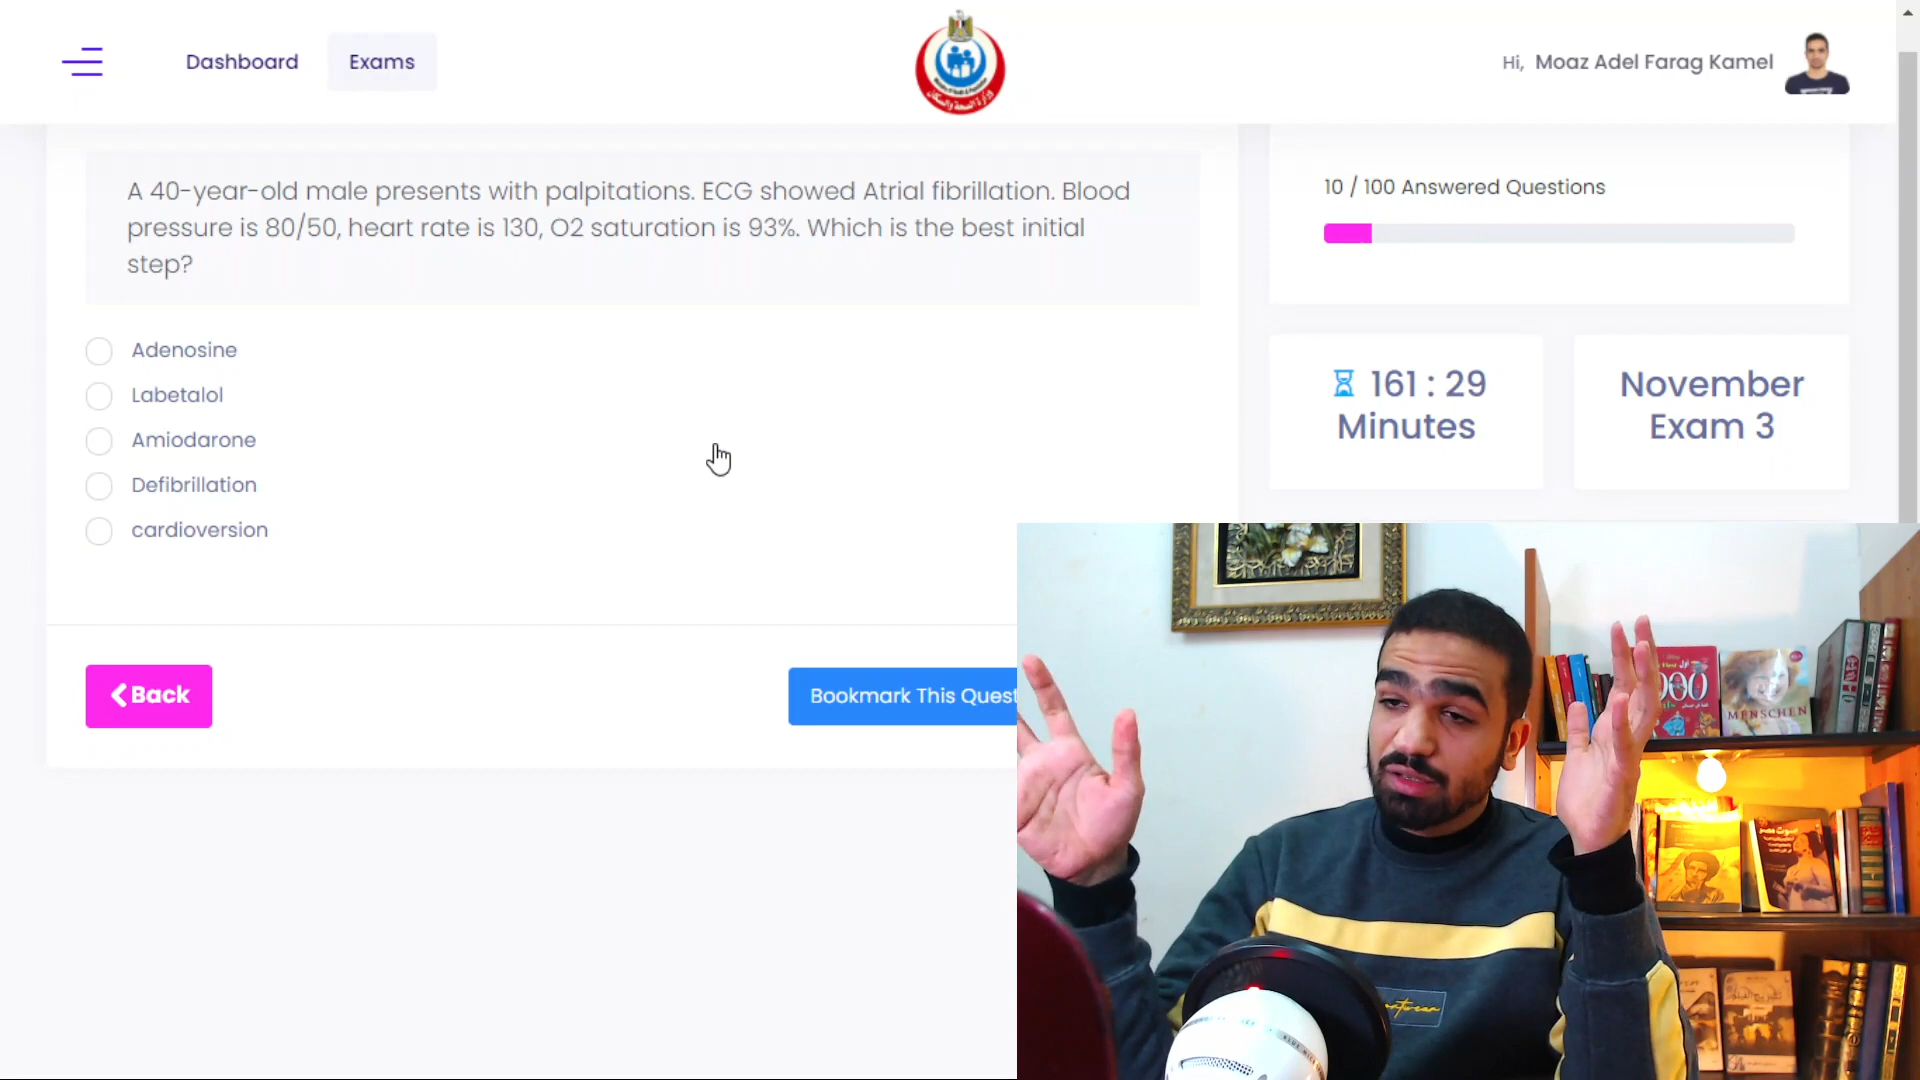 Dashboard
Exams
وزارة الصحة والسكان
Hi, Moaz Adel Farag Kamel
A 40-year-old male presents with palpitations. ECG showed Atrial fibrillation. Blood
pressure is 80/50, heart rate is 130, O2 saturation is 93%. Which is the best initial
step?
Adenosine
Labetalol
Amiodarone
Defibrillation
cardioversion
Back
Bookmark This Quest
10 / 100 Answered Questions
161 : 29
Minutes
November
Exam 3
MENSCHEN